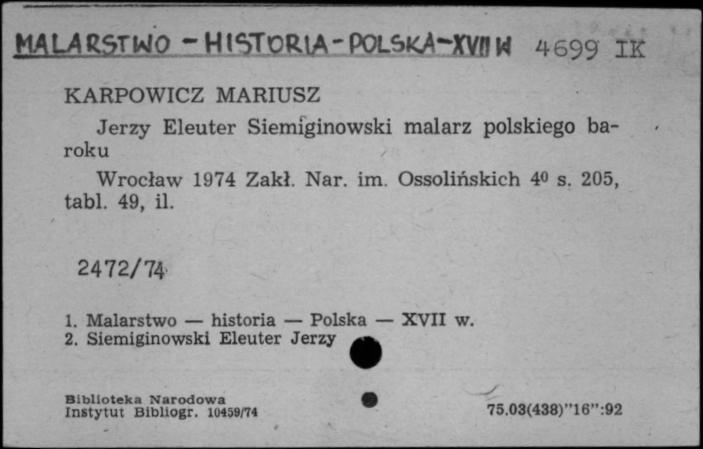 MALARSTWO - HISTORIA - POLSKA - XVII W 4699 IK
KARPOWICZ MARIUSZ
Jerzy Eleuter Siemiginowski malarz polskiego ba-
roku
Wrocław 1974 Zakł. Nar. im. Ossolińskich 4⁰ s. 205,
tabl. 49, il.
2472/74
1. Malarstwo — historia — Polska — XVII w.
2. Siemiginowski Eleuter Jerzy
Biblioteka Narodowa
Instytut Bibliogr. 10459/74 75.03(438)"16":92